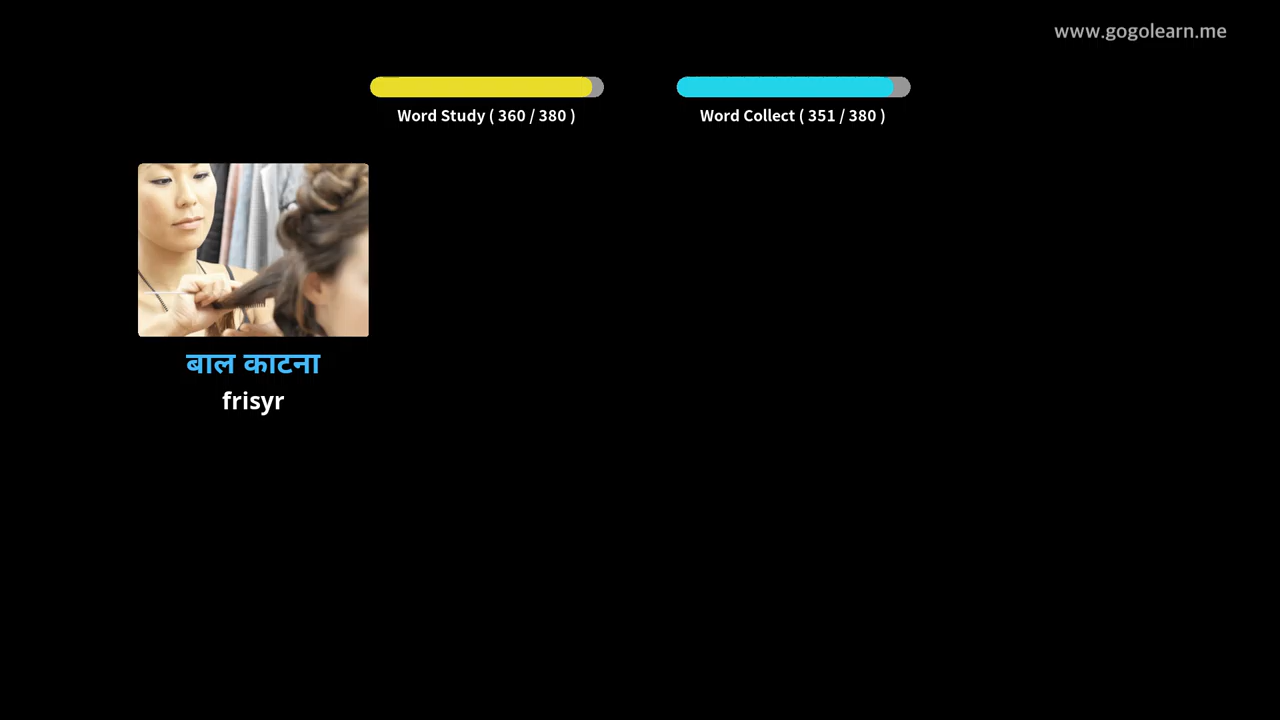 www.gogolearn.me
Word Study ( 360 / 380 )
Word Collect ( 351 / 380 )
बाल काटना
frisyr